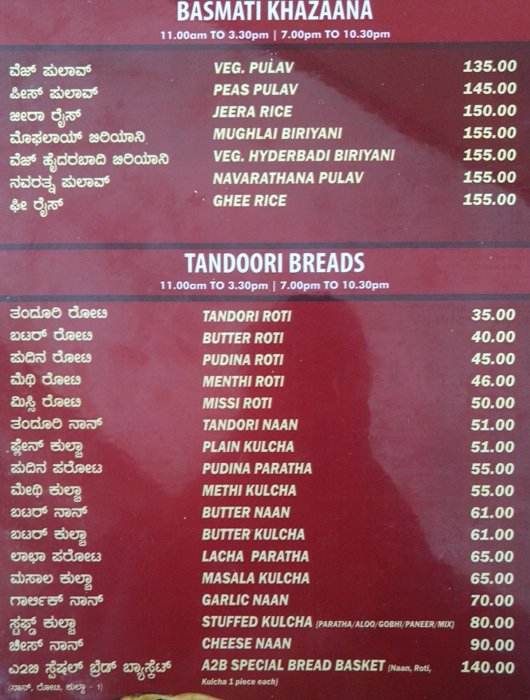 BASMATI KHAZAANA
11.00am TO 3.30pm | 7.00pm TO 10.30pm
ವೆಜ್ ಪುಲಾವ್ VEG. PULAV 135.00
ಪೀಸ್ ಪುಲಾವ್ PEAS PULAV 145.00
ಜೀರಾ ರೈಸ್ JEERA RICE 150.00
ಮೊಘಲಾಯ್ ಬಿರಿಯಾನಿ MUGHLAI BIRIYANI 155.00
ವೆಜ್ ಹೈದರಬಾದಿ ಬಿರಿಯಾನಿ VEG. HYDERBADI BIRIYANI 155.00
ನವರತ್ನ ಪುಲಾವ್ NAVARATHANA PULAV 155.00
ಘೀ ರೈಸ್ GHEE RICE 155.00
TANDOORI BREADS
11.00am TO 3.30pm | 7.00pm TO 10.30pm
ತಂದೂರಿ ರೋಟಿ TANDORI ROTI 35.00
ಬಟರ್ ರೋಟಿ BUTTER ROTI 40.00
ಪುದಿನ ರೋಟಿ PUDINA ROTI 45.00
ಮೆಥಿ ರೋಟಿ MENTHI ROTI 46.00
ಮಿಸ್ಸಿ ರೋಟಿ MISSI ROTI 50.00
ತಂದೂರಿ ನಾನ್ TANDORI NAAN 51.00
ಪ್ಲೇನ್ ಕುಲ್ಚಾ PLAIN KULCHA 51.00
ಪುದಿನ ಪರೋಟ PUDINA PARATHA 55.00
ಮೇಥಿ ಕುಲ್ಚಾ METHI KULCHA 55.00
ಬಟರ್ ನಾನ್ BUTTER NAAN 61.00
ಬಟರ್ ಕುಲ್ಚಾ BUTTER KULCHA 61.00
ಲಾಛಾ ಪರೋಟ LACHA PARATHA 65.00
ಮಸಾಲ ಕುಲ್ಚಾ MASALA KULCHA 65.00
ಗಾರ್ಲಿಕ್ ನಾನ್ GARLIC NAAN 70.00
ಸ್ಟಫ್ಡ್ ಕುಲ್ಚಾ STUFFED KULCHA [PARATHA/ALOO/GOBHI/PANEER/MIX] 80.00
ಚೀಸ್ ನಾನ್ CHEESE NAAN 90.00
ಎ2ಬಿ ಸ್ಪೆಷಲ್ ಬ್ರೆಡ್ ಬ್ಯಾಸ್ಕೆಟ್ A2B SPECIAL BREAD BASKET [Naan, Roti, 140.00
(ನಾನ್, ರೋಟಿ, ಕುಲ್ಚಾ - 1) Kulcha 1 piece each]